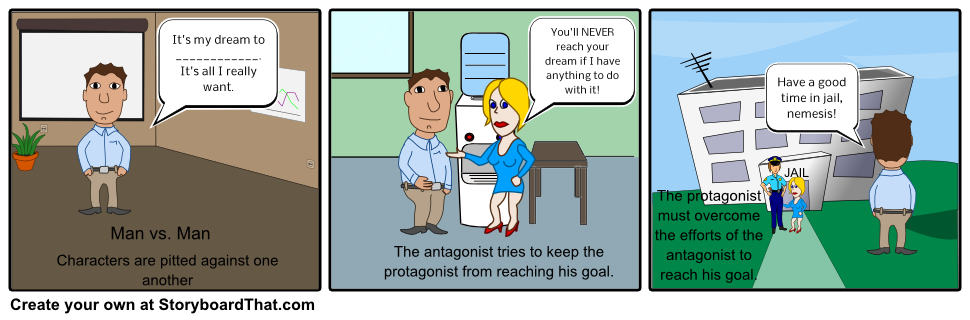 It's my dream to
_____________.
It's all I really
want.
Man vs. Man
Characters are pitted against one
another
You'll NEVER
reach your
dream if I have
anything to do
with it!
The antagonist tries to keep the
protagonist from reaching his goal.
Have a good
time in jail,
nemesis!
JAIL
The protagonist
must overcome
the efforts of the
antagonist to
reach his goal.
Create your own at StoryboardThat.com